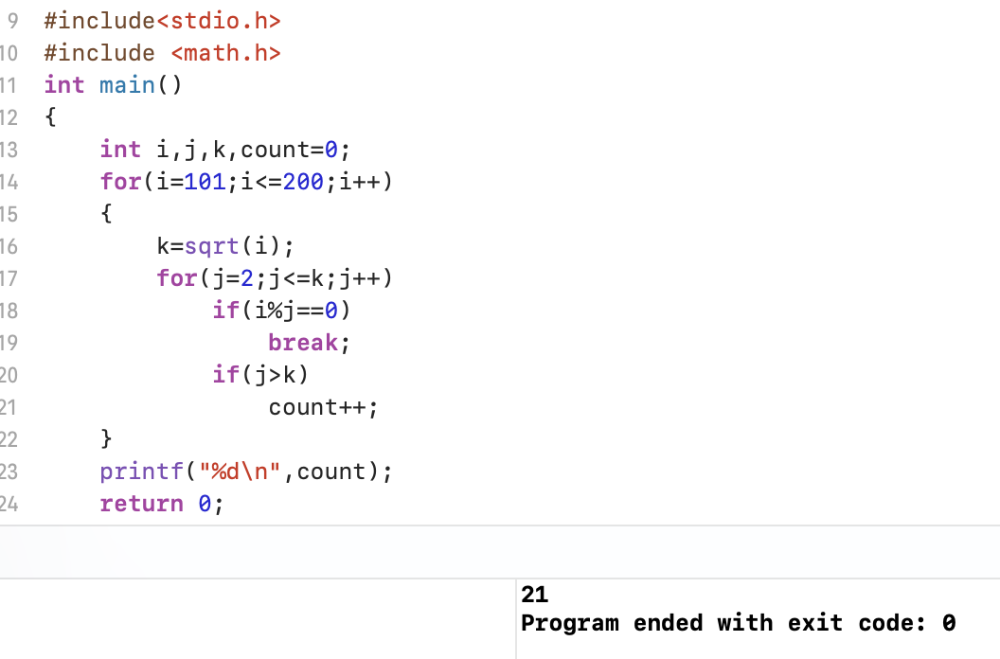 9 #include<stdio.h>
10 #include <math.h>
11 int main()
12 {
13     int i,j,k,count=0;
14     for(i=101;i<=200;i++)
15     {
16         k=sqrt(i);
17         for(j=2;j<=k;j++)
18             if(i%j==0)
19                 break;
20             if(j>k)
21                 count++;
22     }
23     printf("%d\n",count);
24     return 0;
21
Program ended with exit code: 0